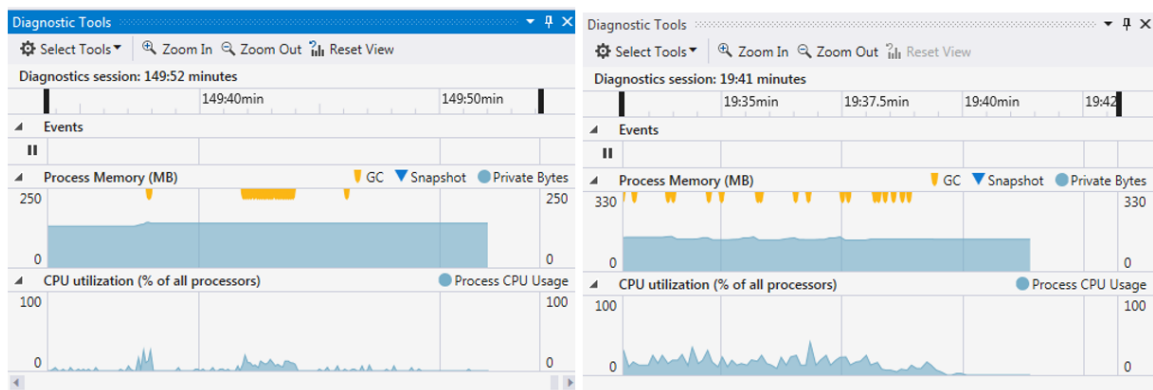 Diagnostic Tools
Select Tools Zoom In Zoom Out Reset View
Diagnostics session: 149:52 minutes
149:40min 149:50min
Events
Process Memory (MB) GC Snapshot Private Bytes
250 250
0 0
CPU utilization (% of all processors) Process CPU Usage
100 100
0 0
Diagnostic Tools
Select Tools Zoom In Zoom Out Reset View
Diagnostics session: 19:41 minutes
19:35min 19:37.5min 19:40min 19:42
Events
Process Memory (MB) GC Snapshot Private Bytes
330 330
0 0
CPU utilization (% of all processors) Process CPU Usage
100 100
0 0